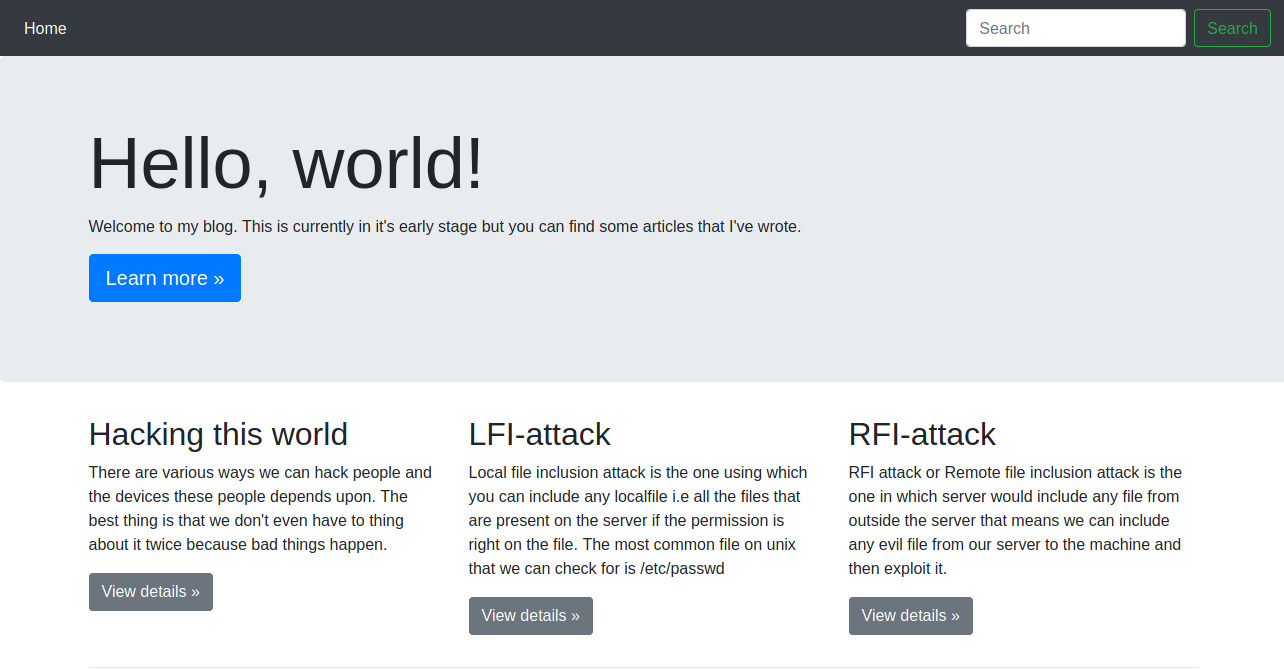 Home
Search
Search
Hello, world!
Welcome to my blog. This is currently in it's early stage but you can find some articles that I've wrote.
Learn more »
Hacking this world
There are various ways we can hack people and
the devices these people depends upon. The
best thing is that we don't even have to thing
about it twice because bad things happen.
View details »
LFI-attack
Local file inclusion attack is the one using which
you can include any localfile i.e all the files that
are present on the server if the permission is
right on the file. The most common file on unix
that we can check for is /etc/passwd
View details »
RFI-attack
RFI attack or Remote file inclusion attack is the
one in which server would include any file from
outside the server that means we can include
any evil file from our server to the machine and
then exploit it.
View details »